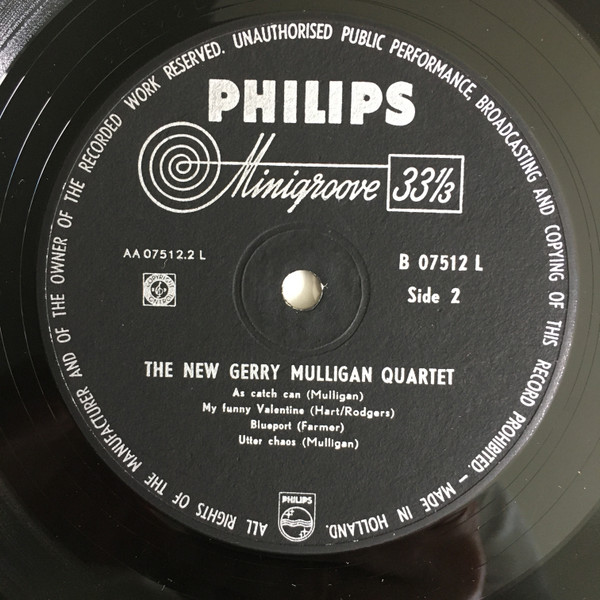 ALL RIGHTS OF THE MANUFACTURER AND OF THE OWNER OF THE RECORDED WORK RESERVED. UNAUTHORISED PUBLIC PERFORMANCE, BROADCASTING AND COPYING OF THIS RECORD PROHIBITED. – MADE IN HOLLAND.
PHILIPS
Minigroove 33⅓
AA 07512.2 L
B 07512 L
Side 2
THE NEW GERRY MULLIGAN QUARTET
As catch can (Mulligan)
My funny Valentine (Hart/Rodgers)
Blueport (Farmer)
Utter chaos (Mulligan)
PHILIPS